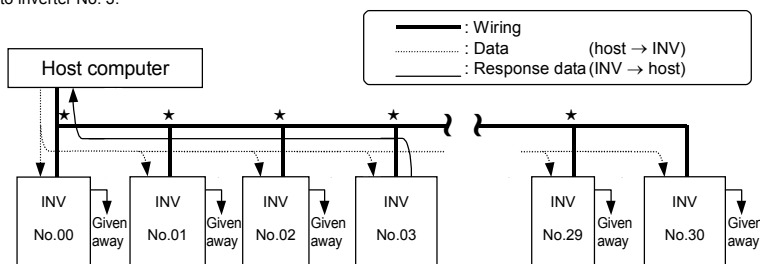 to inverter No. 3.
: Wiring
: Data (host → INV)
: Response data (INV → host)
Host computer
★ ★ ★ ★ ★
INV INV INV INV INV INV
No.00 No.01 No.02 No.03 No.29 No.30
Given away Given away Given away Given away Given away